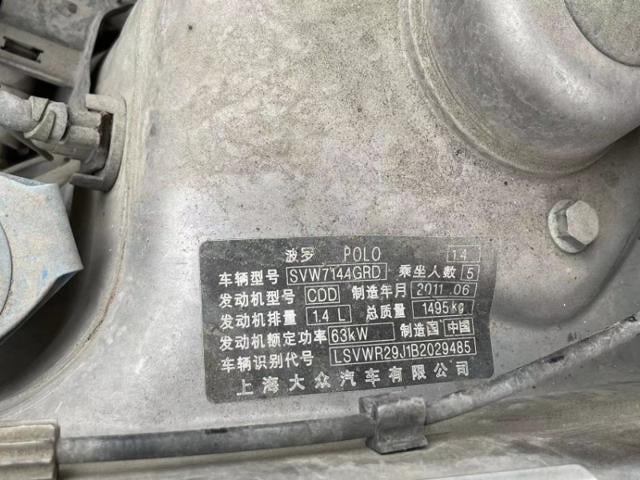 波罗 POLO 1.4
车辆型号 SVW7144GRD 乘坐人数 5
发动机型号 CDD 制造年月 2011.06
发动机排量 1.4 L 总质量 1495kg
发动机额定功率 63kW 制造国 中国
车辆识别代号 LSVWR29J1B2029485
上海大众汽车有限公司